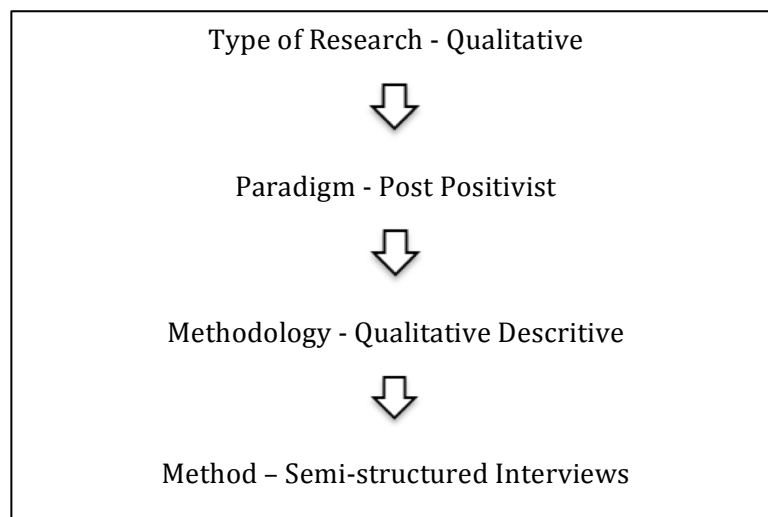 Type of Research - Qualitative
Paradigm - Post Positivist
Methodology - Qualitative Descritive
Method – Semi-structured Interviews